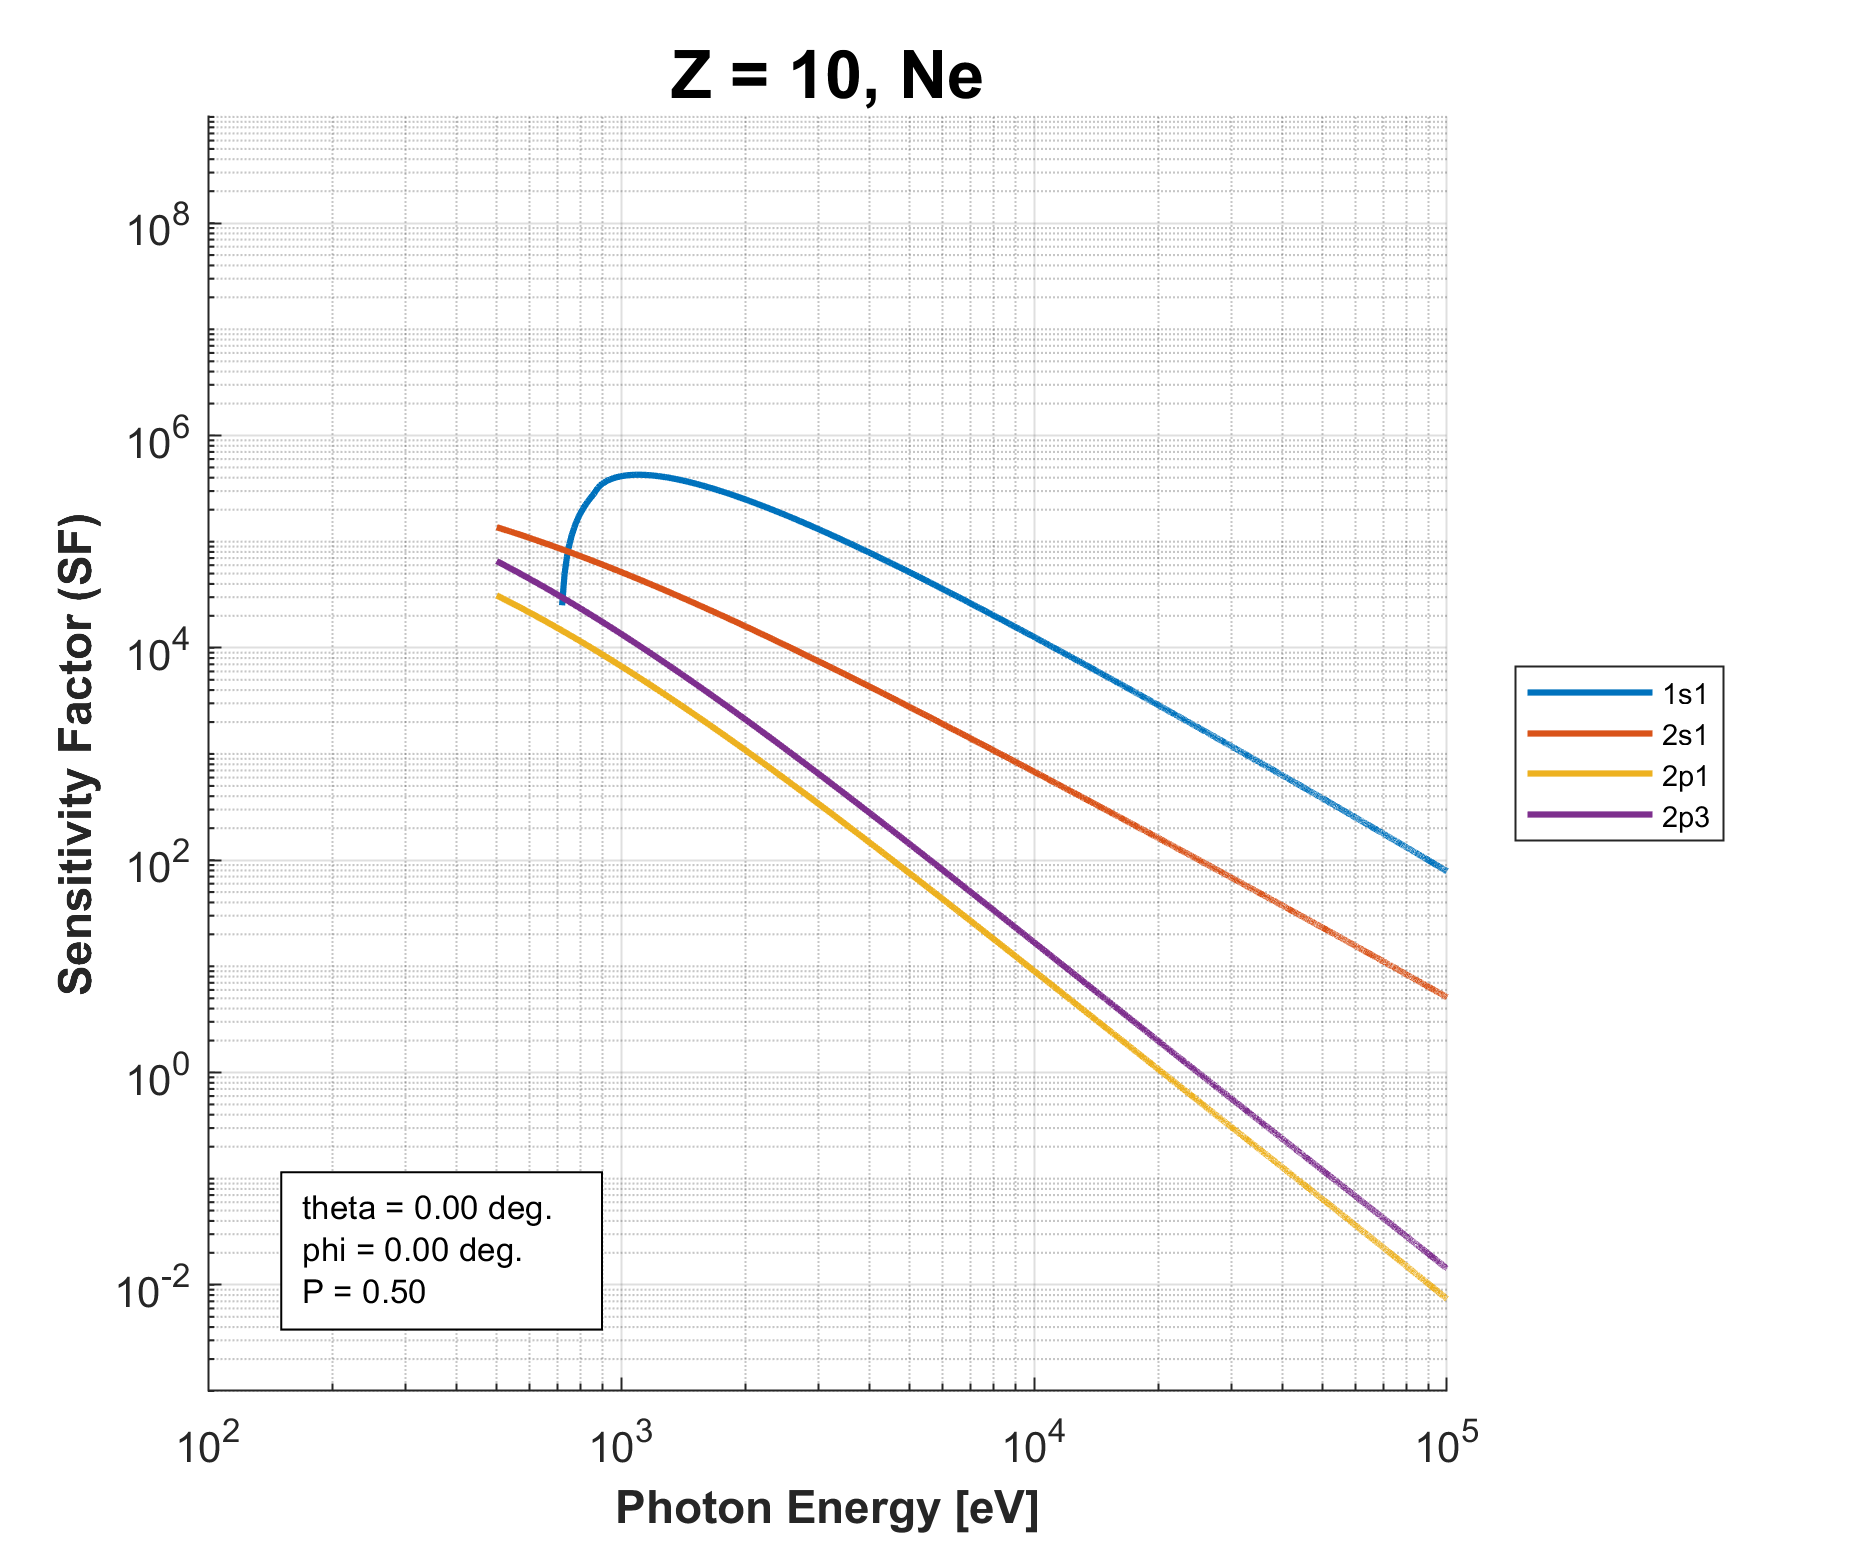 Z = 10, Ne
Sensitivity Factor (SF)
10^8
10^6
10^4
10^2
10^0
10^-2
theta = 0.00 deg.
phi = 0.00 deg.
P = 0.50
1s1
2s1
2p1
2p3
10^2 10^3 10^4 10^5
Photon Energy [eV]